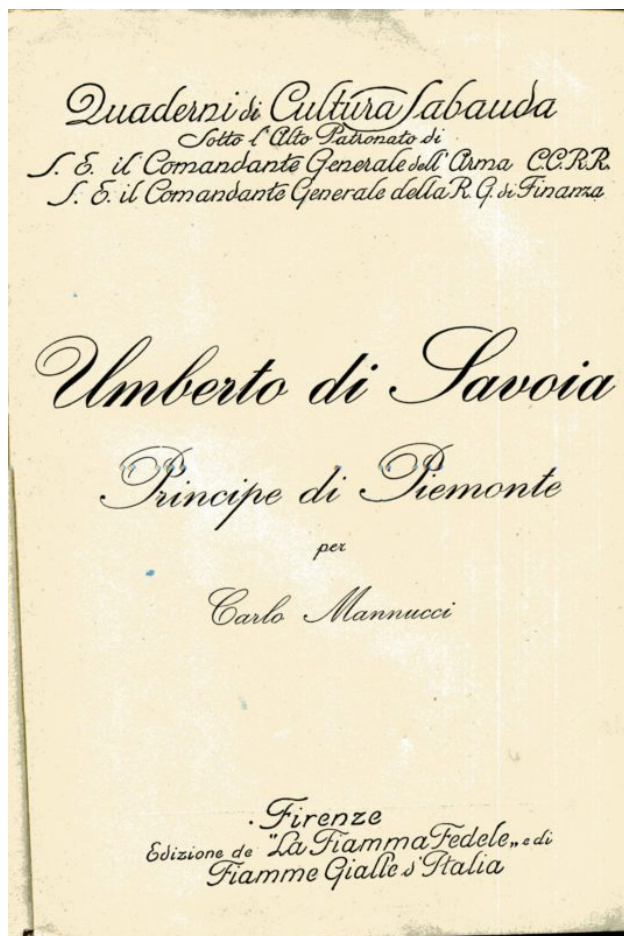 Quaderni di Cultura Sabauda
Sotto l'Alto Patronato di
S. E. il Comandante Generale dell'Arma C.C.R.R.
S. E. il Comandante Generale della R. G. di Finanza
Umberto di Savoia
Principe di Piemonte
per
Carlo Mannucci
Firenze
Edizione de "La Fiamma Fedele„ e di
Fiamme Gialle d'Italia